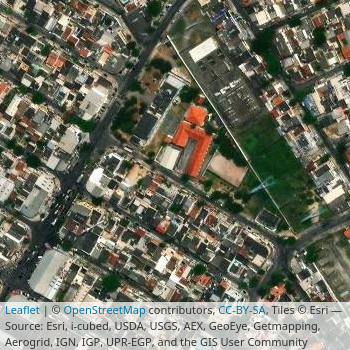 Leaflet | © OpenStreetMap contributors, CC-BY-SA, Tiles © Esri —
Source: Esri, i-cubed, USDA, USGS, AEX, GeoEye, Getmapping,
Aerogrid, IGN, IGP, UPR-EGP, and the GIS User Community